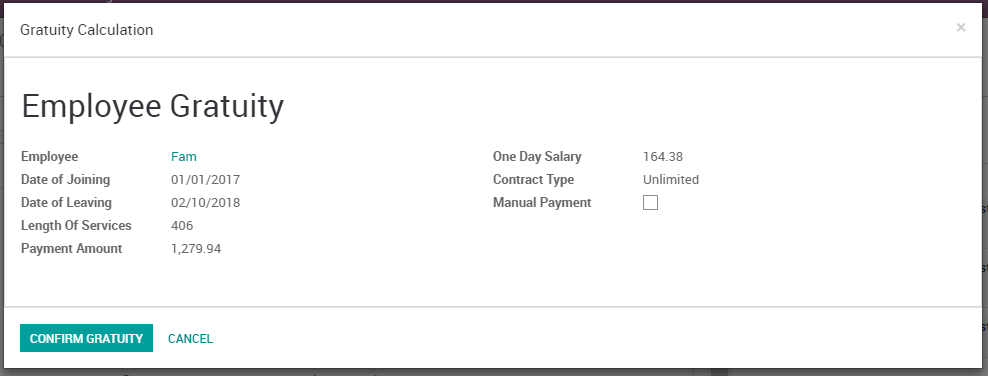 Gratuity Calculation ×
Employee Gratuity
Employee Fam One Day Salary 164.38
Date of Joining 01/01/2017 Contract Type Unlimited
Date of Leaving 02/10/2018 Manual Payment
Length Of Services 406
Payment Amount 1,279.94
CONFIRM GRATUITY CANCEL